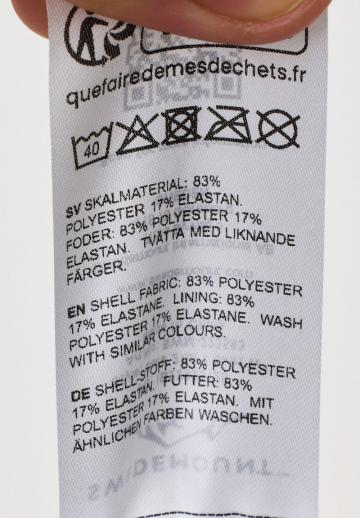 quefairedemesdechets.fr
40
SV SKALMATERIAL: 83%
POLYESTER 17% ELASTAN.
FODER: 83% POLYESTER 17%
ELASTAN. TVÄTTA MED LIKNANDE
FÄRGER.
EN SHELL FABRIC: 83% POLYESTER
17% ELASTANE. LINING: 83%
POLYESTER 17% ELASTANE. WASH
WITH SIMILAR COLOURS.
DE SHELL-STOFF: 83% POLYESTER
17% ELASTAN. FUTTER: 83%
POLYESTER 17% ELASTAN. MIT
ÄHNLICHEN FARBEN WASCHEN.
SWEDEMOUNT